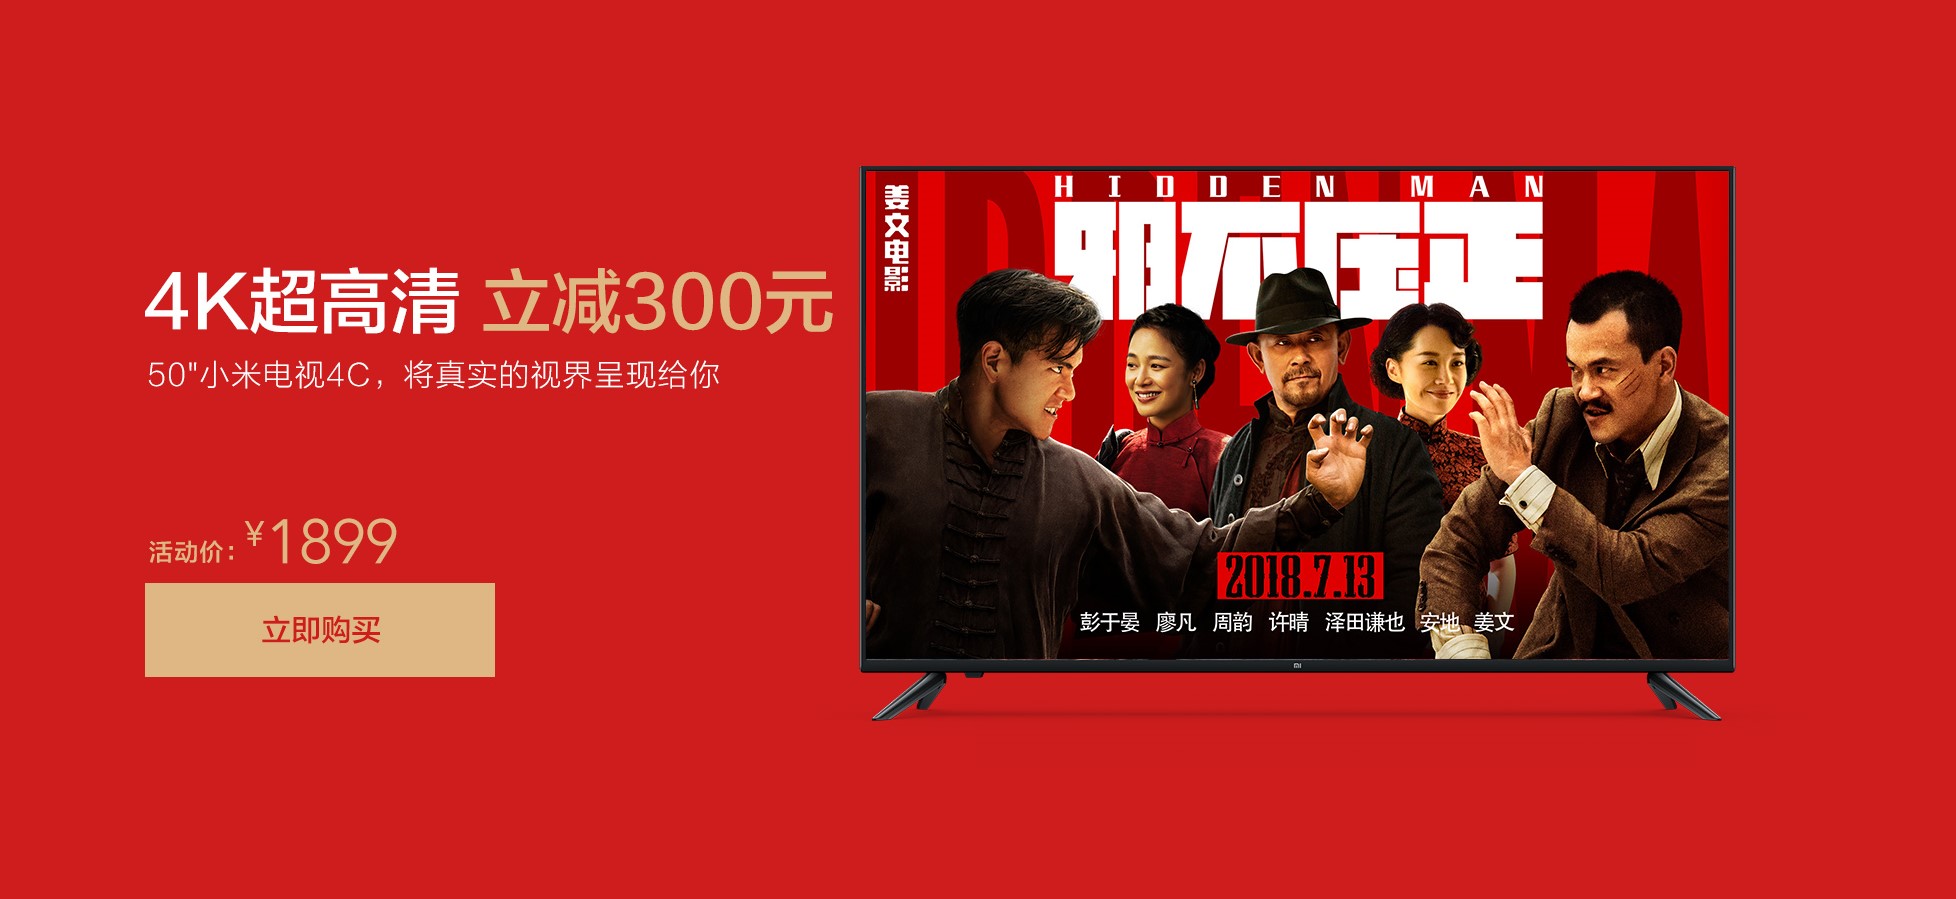 4K超高清 立减300元
50"小米电视4C，将真实的视界呈现给你
活动价：¥1899
立即购买
姜文电影
HIDDEN MAN
邪不压正
2018.7.13
彭于晏 廖凡 周韵 许晴 泽田谦也 安地 姜文
mi